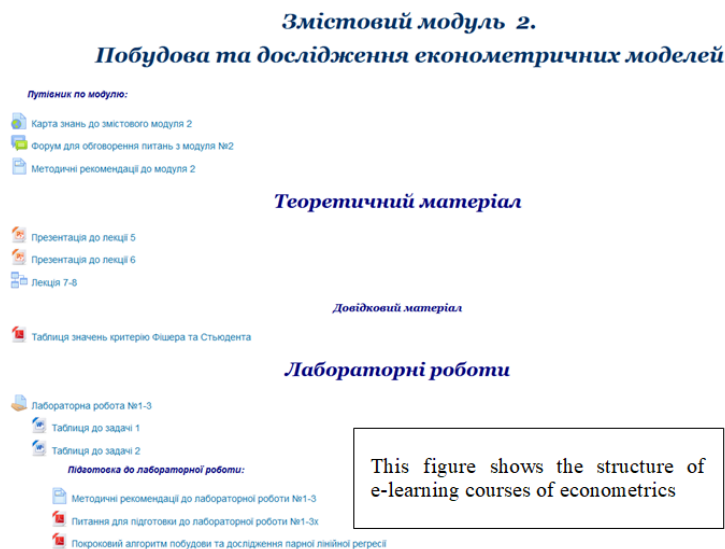 Змістовий модуль 2.
Побудова та дослідження економетричних моделей
Путівник по модулю:
Карта знань до змістового модуля 2
Форум для обговорення питань з модуля №2
Методичні рекомендації до модуля 2
Теоретичний матеріал
Презентація до лекції 5
Презентація до лекції 6
Лекція 7-8
Довідковий матеріал
Таблиця значень критерію Фішера та Стьюдента
Лабораторні роботи
Лабораторна робота №1-3
Таблиця до задачі 1
Таблиця до задачі 2
Підготовка до лабораторної роботи:
Методичні рекомендації до лабораторної роботи №1-3
Питання для підготовки до лабораторної роботи №1-3х
Покроковий алгоритм побудови та дослідження парної лінійної регресії
This figure shows the structure of
e-learning courses of econometrics